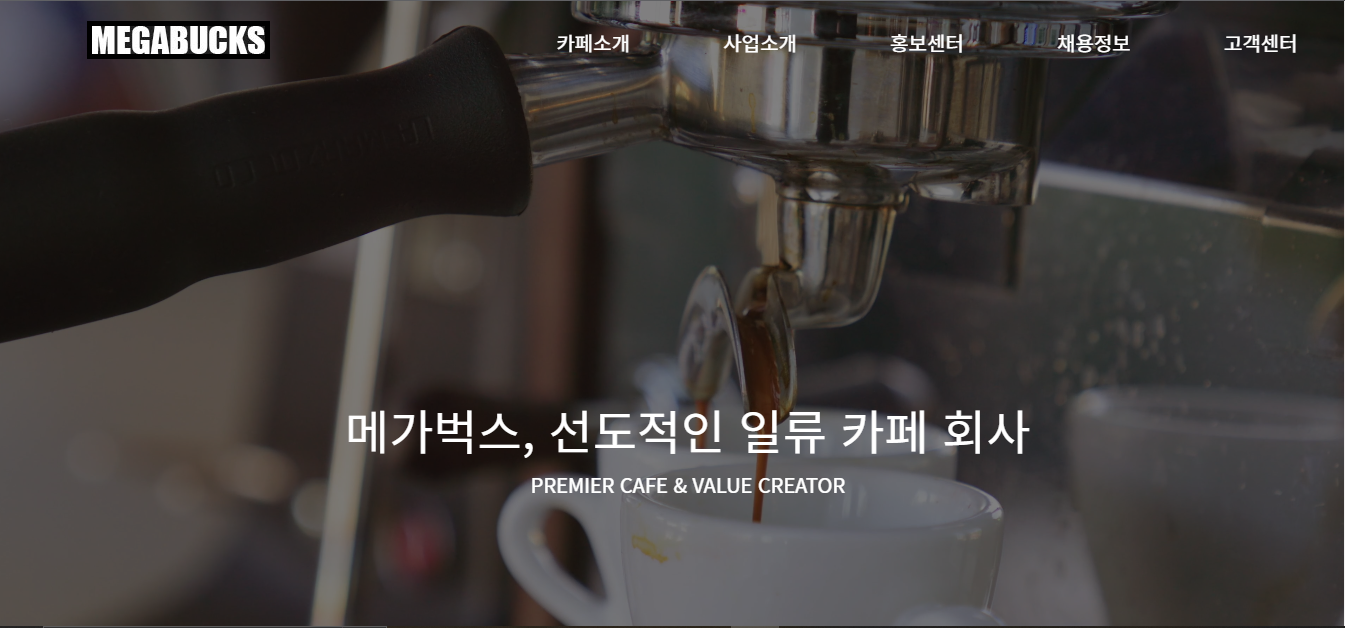 MEGABUCKS
카페소개 사업소개 홍보센터 채용정보 고객센터
메가벅스, 선도적인 일류 카페 회사
PREMIER CAFE & VALUE CREATOR